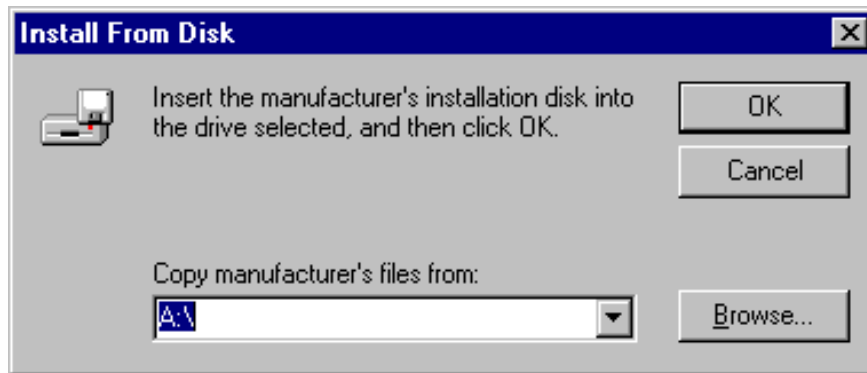 Install From Disk
Insert the manufacturer's installation disk into
the drive selected, and then click OK.
OK
Cancel
Copy manufacturer's files from:
A:\
Browse...